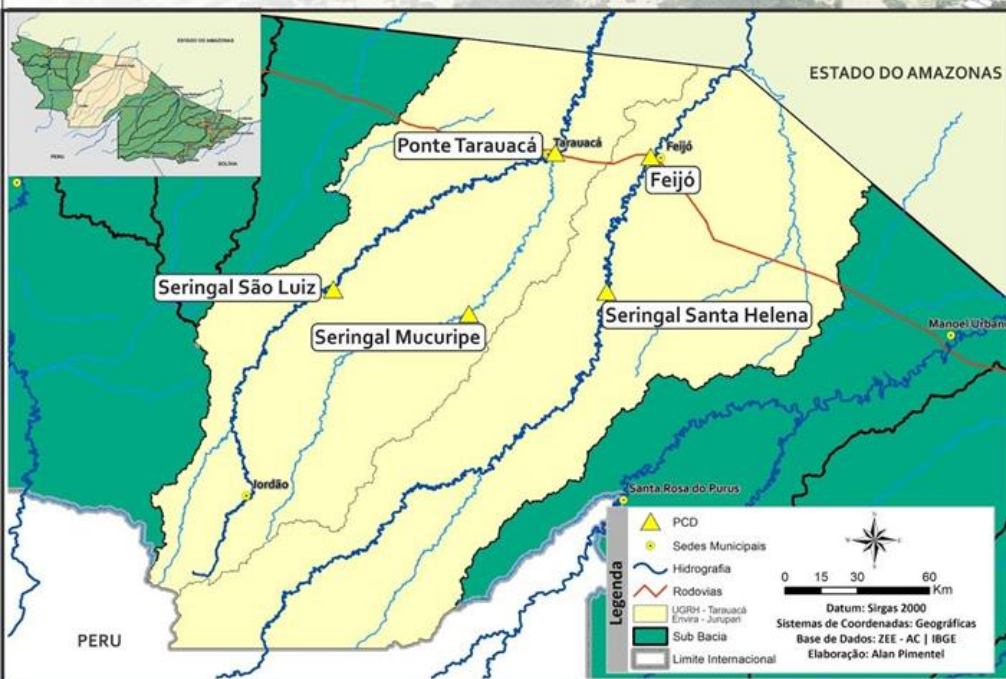 ESTADO DO AMAZONAS
PERU
BOLIVIA
ESTADO DO AMAZONAS
Ponte Tarauacá
Tarauacá
Feijó
Feijó
Seringal São Luiz
Seringal Mucuripe
Seringal Santa Helena
Manoel Urban
Jordão
Santa Rosa do Purus
PERU
Legenda
PCD
Sedes Municipais
Hidrografia
Rodovias
UGRH - Tarauacá
Envira - Jurupari
Sub Bacia
Limite Internacional
N
0 15 30 60
Km
Datum: Sirgas 2000
Sistemas de Coordenadas: Geográficas
Base de Dados: ZEE - AC | IBGE
Elaboração: Alan Pimentel